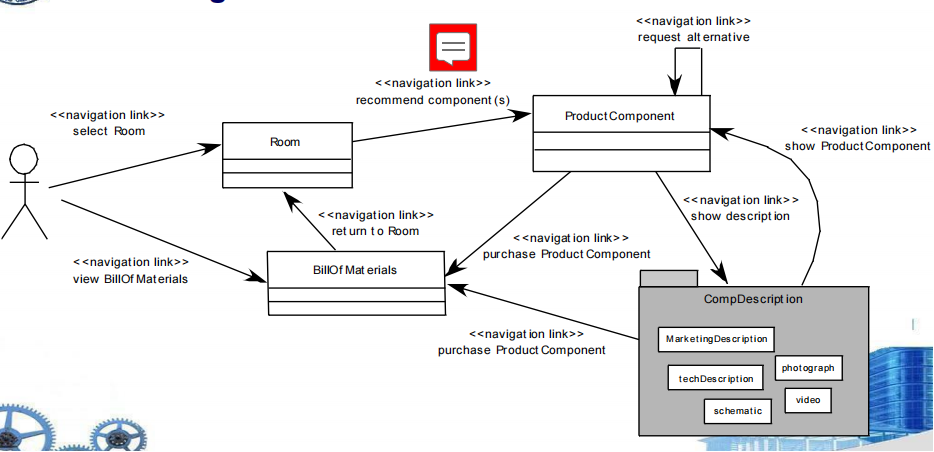 <<navigation link>>
request alternative
<<navigation link>>
recommend component(s)
<<navigation link>>
select Room
Room
ProductComponent
<<navigation link>>
show ProductComponent
<<navigation link>>
return to Room
<<navigation link>>
show description
<<navigation link>>
purchase ProductComponent
<<navigation link>>
view BillOfMaterials
BillOfMaterials
CompDescription
<<navigation link>>
purchase ProductComponent
MarketingDescription
photograph
techDescription
video
schematic